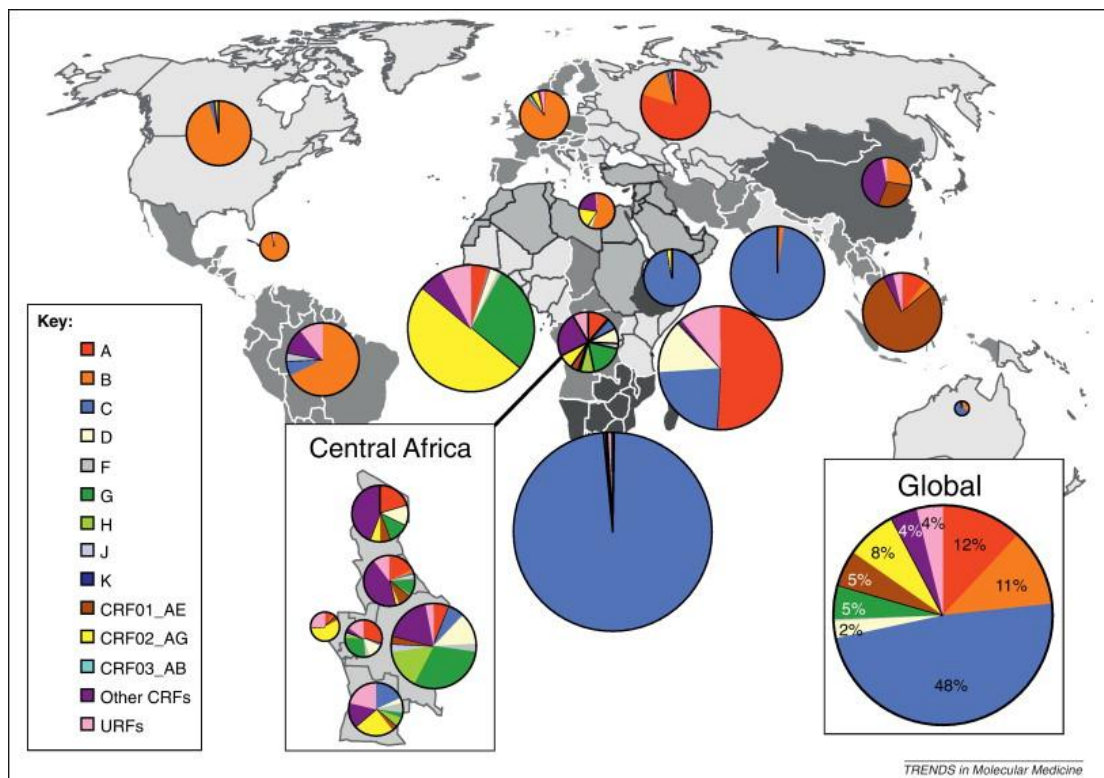 Key:
A
B
C
D
F
G
H
J
K
CRF01_AE
CRF02_AG
CRF03_AB
Other CRFs
URFs
Central Africa
Global
4%
4%
12%
8%
11%
5%
5%
2%
48%
TRENDS in Molecular Medicine